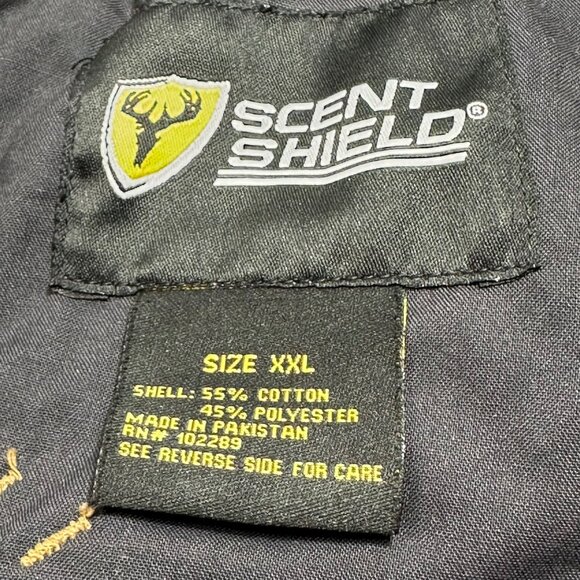 SCENT
SHIELD®
SIZE XXL
SHELL: 55% COTTON
45% POLYESTER
MADE IN PAKISTAN
RN# 102289
SEE REVERSE SIDE FOR CARE